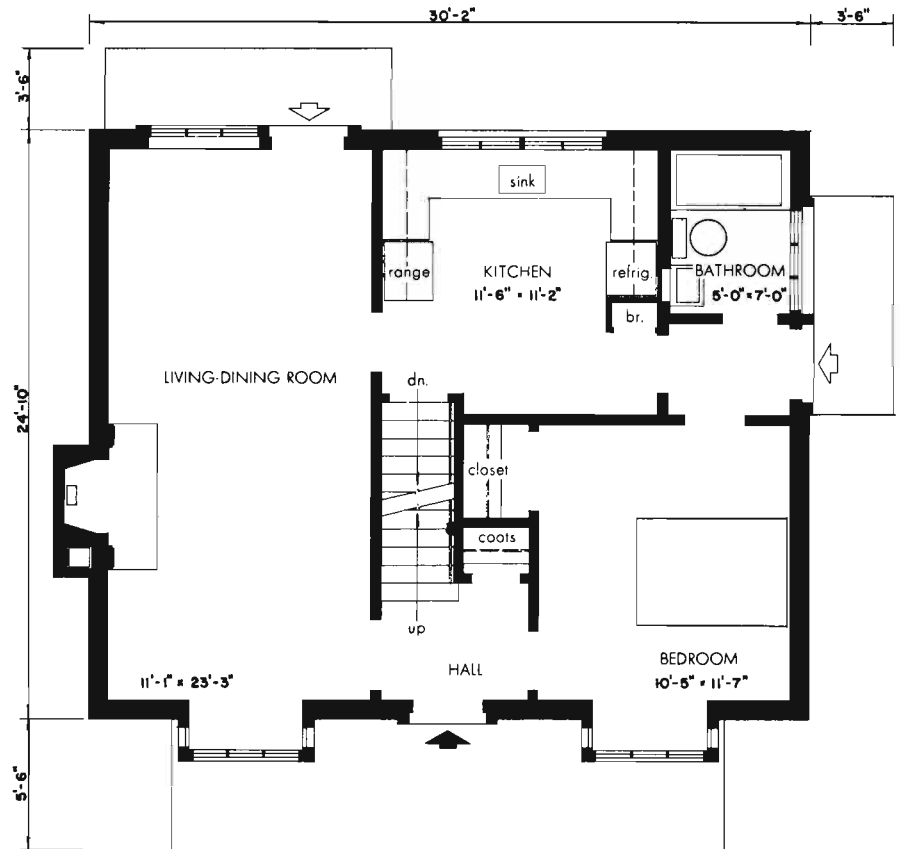 30'-2"
3'-6"
3'-6"
sink
range
KITCHEN
11'-6" × 11'-2"
refrig.
BATHROOM
5'-0" × 7'-0"
br.
LIVING-DINING ROOM
dn.
24'-10"
closet
coats
up
HALL
BEDROOM
10'-5" × 11'-7"
11'-1" × 23'-3"
5'-6"